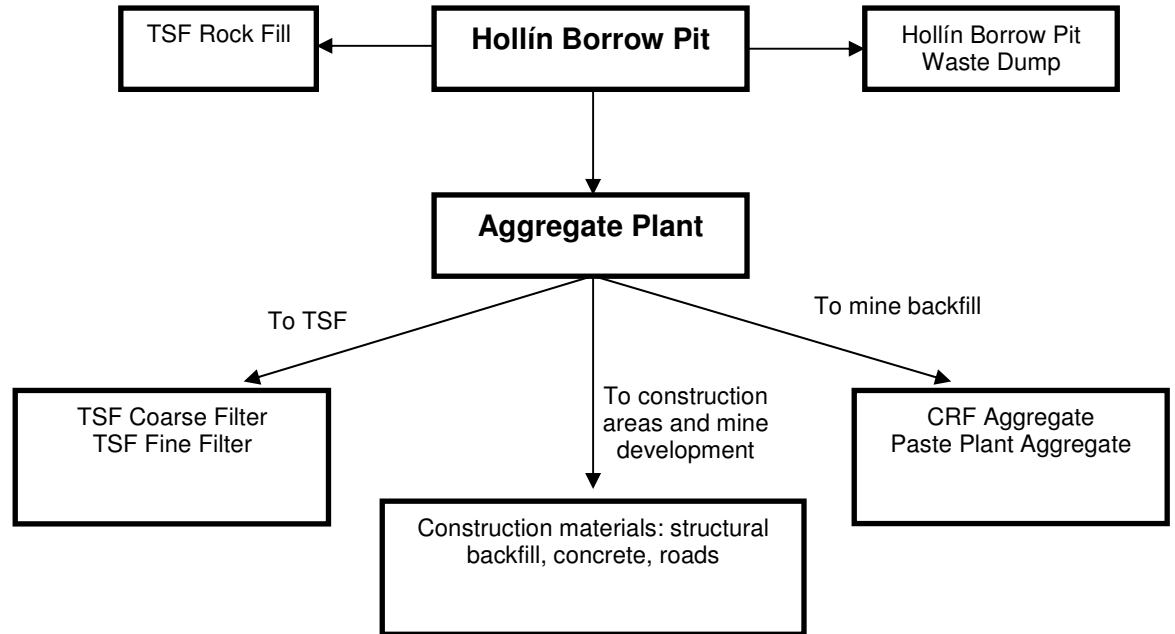 TSF Rock Fill
Hollín Borrow Pit
Hollín Borrow Pit
Waste Dump
Aggregate Plant
To TSF
To mine backfill
To construction
areas and mine
development
TSF Coarse Filter
TSF Fine Filter
CRF Aggregate
Paste Plant Aggregate
Construction materials: structural
backfill, concrete, roads